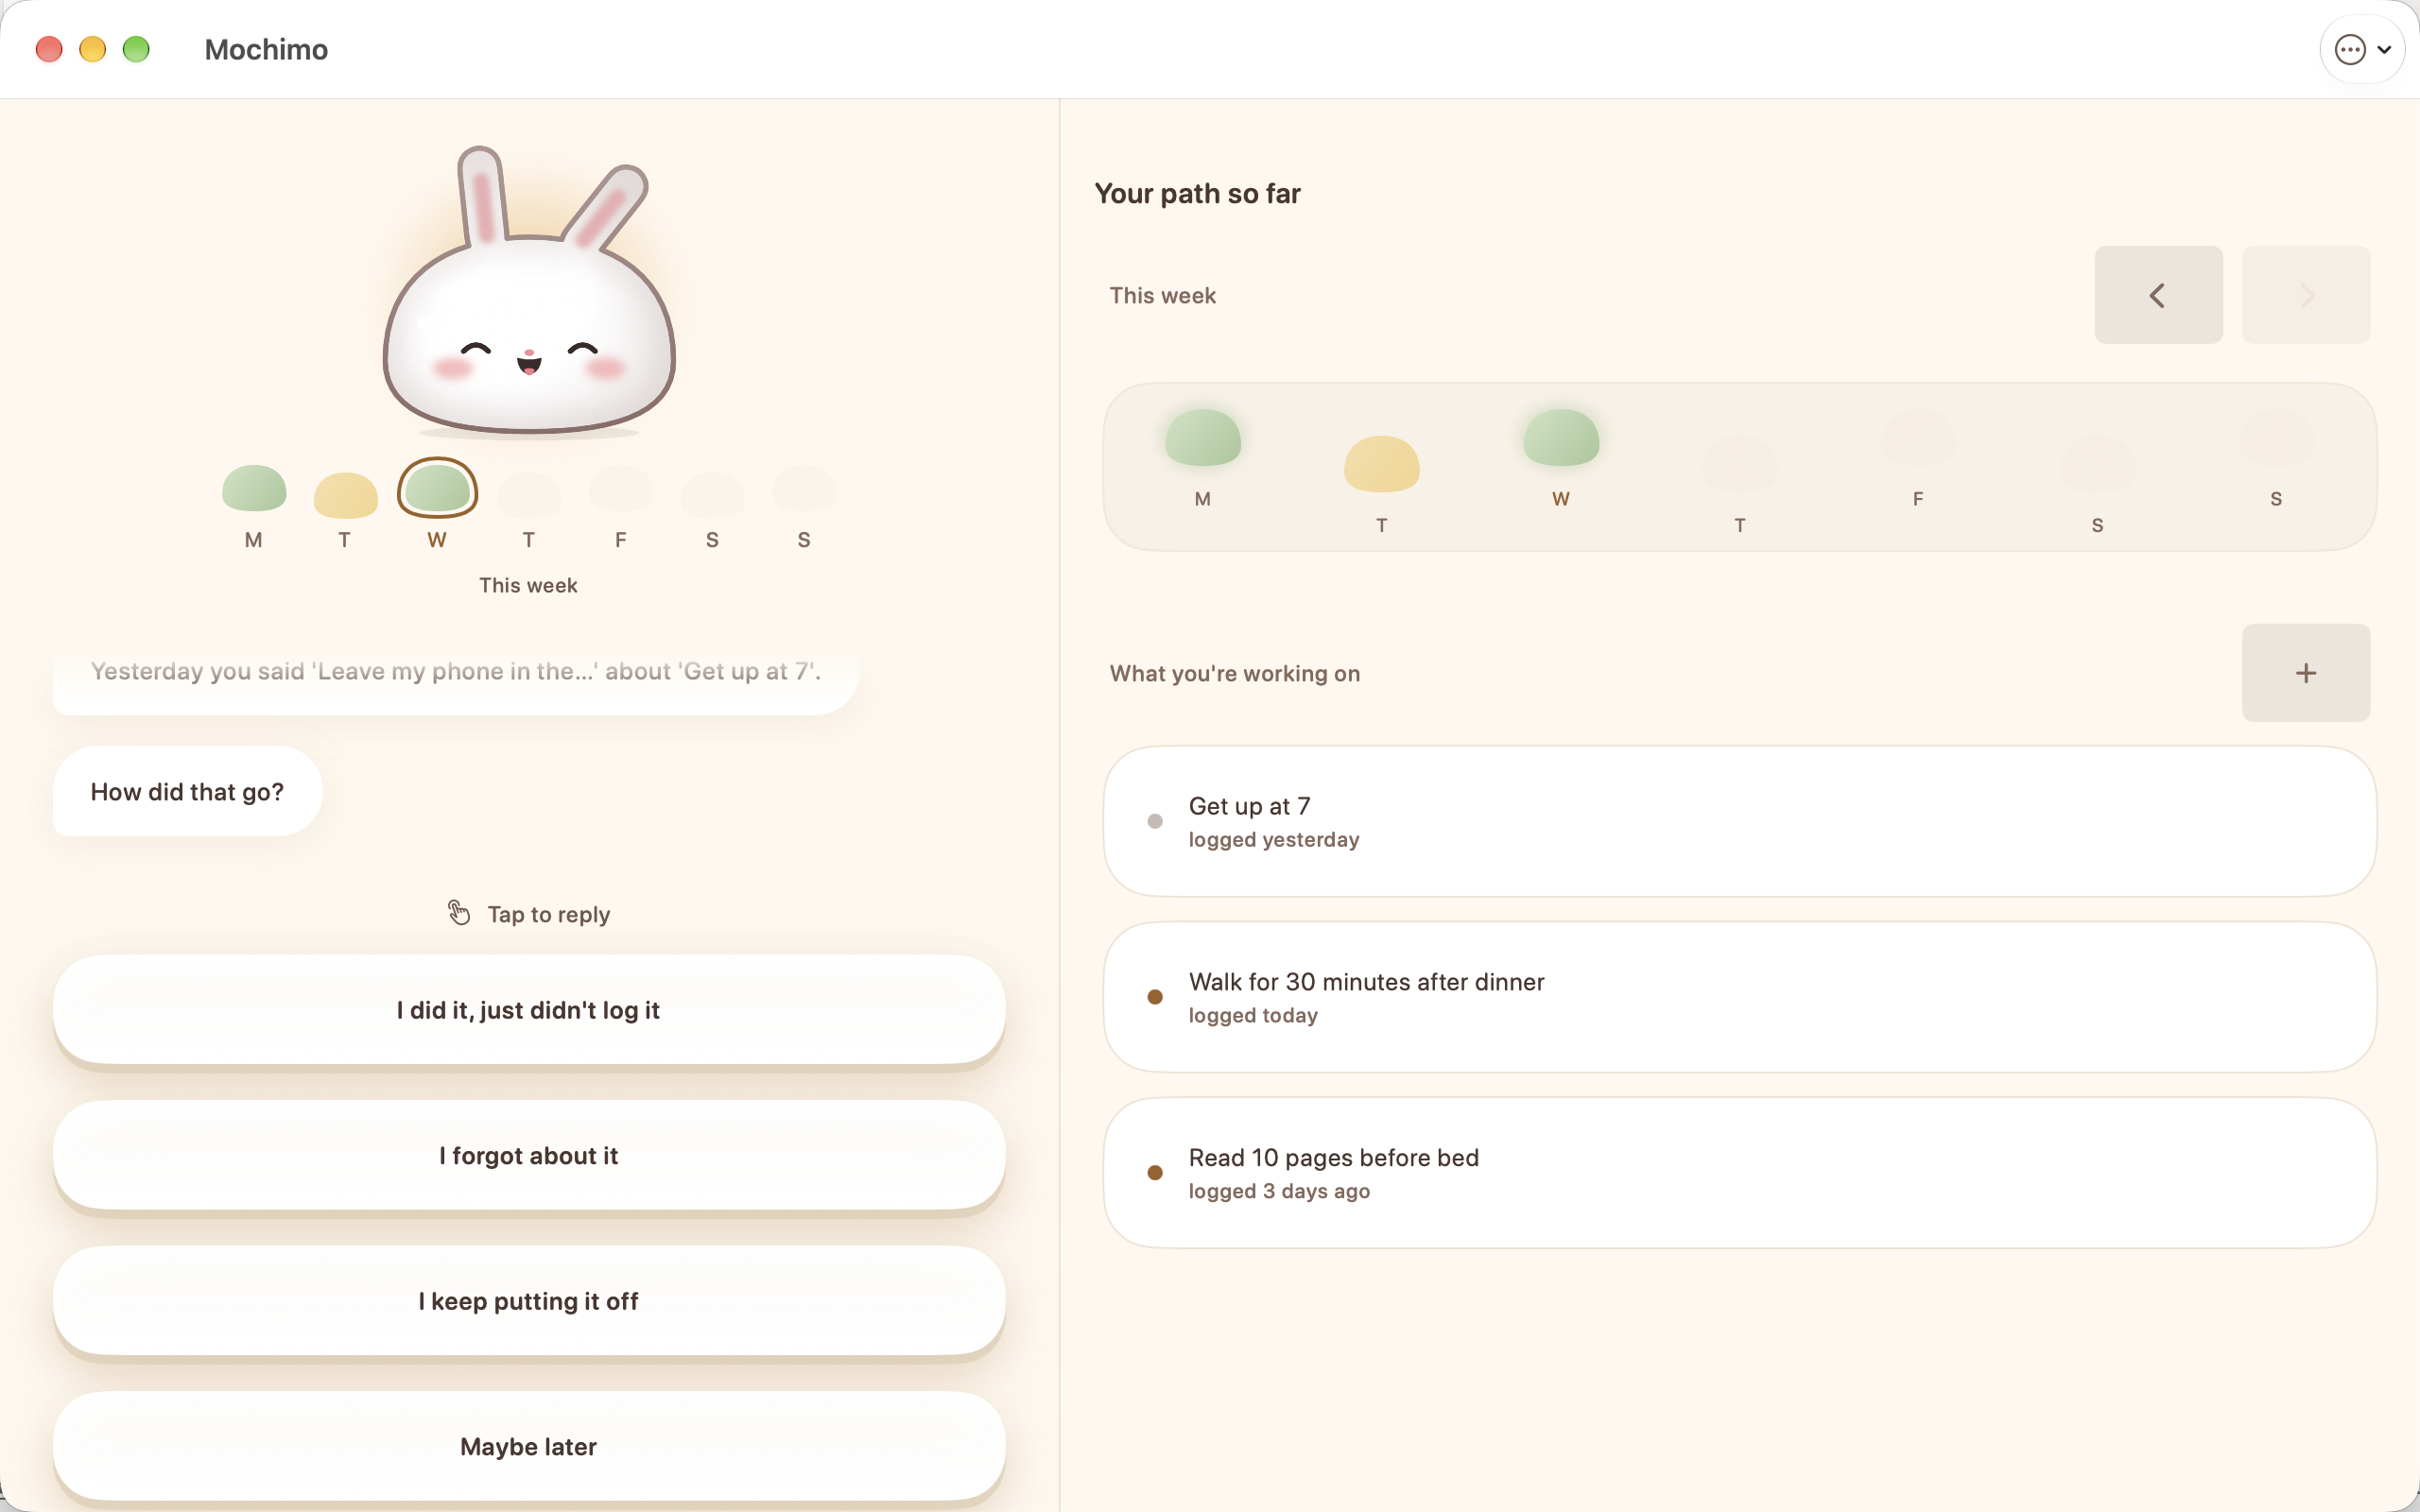 Mochimo
M T W T F S S
This week
Yesterday you said 'Leave my phone in the...' about 'Get up at 7'.
How did that go?
Tap to reply
I did it, just didn't log it
I forgot about it
I keep putting it off
Maybe later
Your path so far
This week
M T W T F S S
What you're working on
Get up at 7
logged yesterday
Walk for 30 minutes after dinner
logged today
Read 10 pages before bed
logged 3 days ago